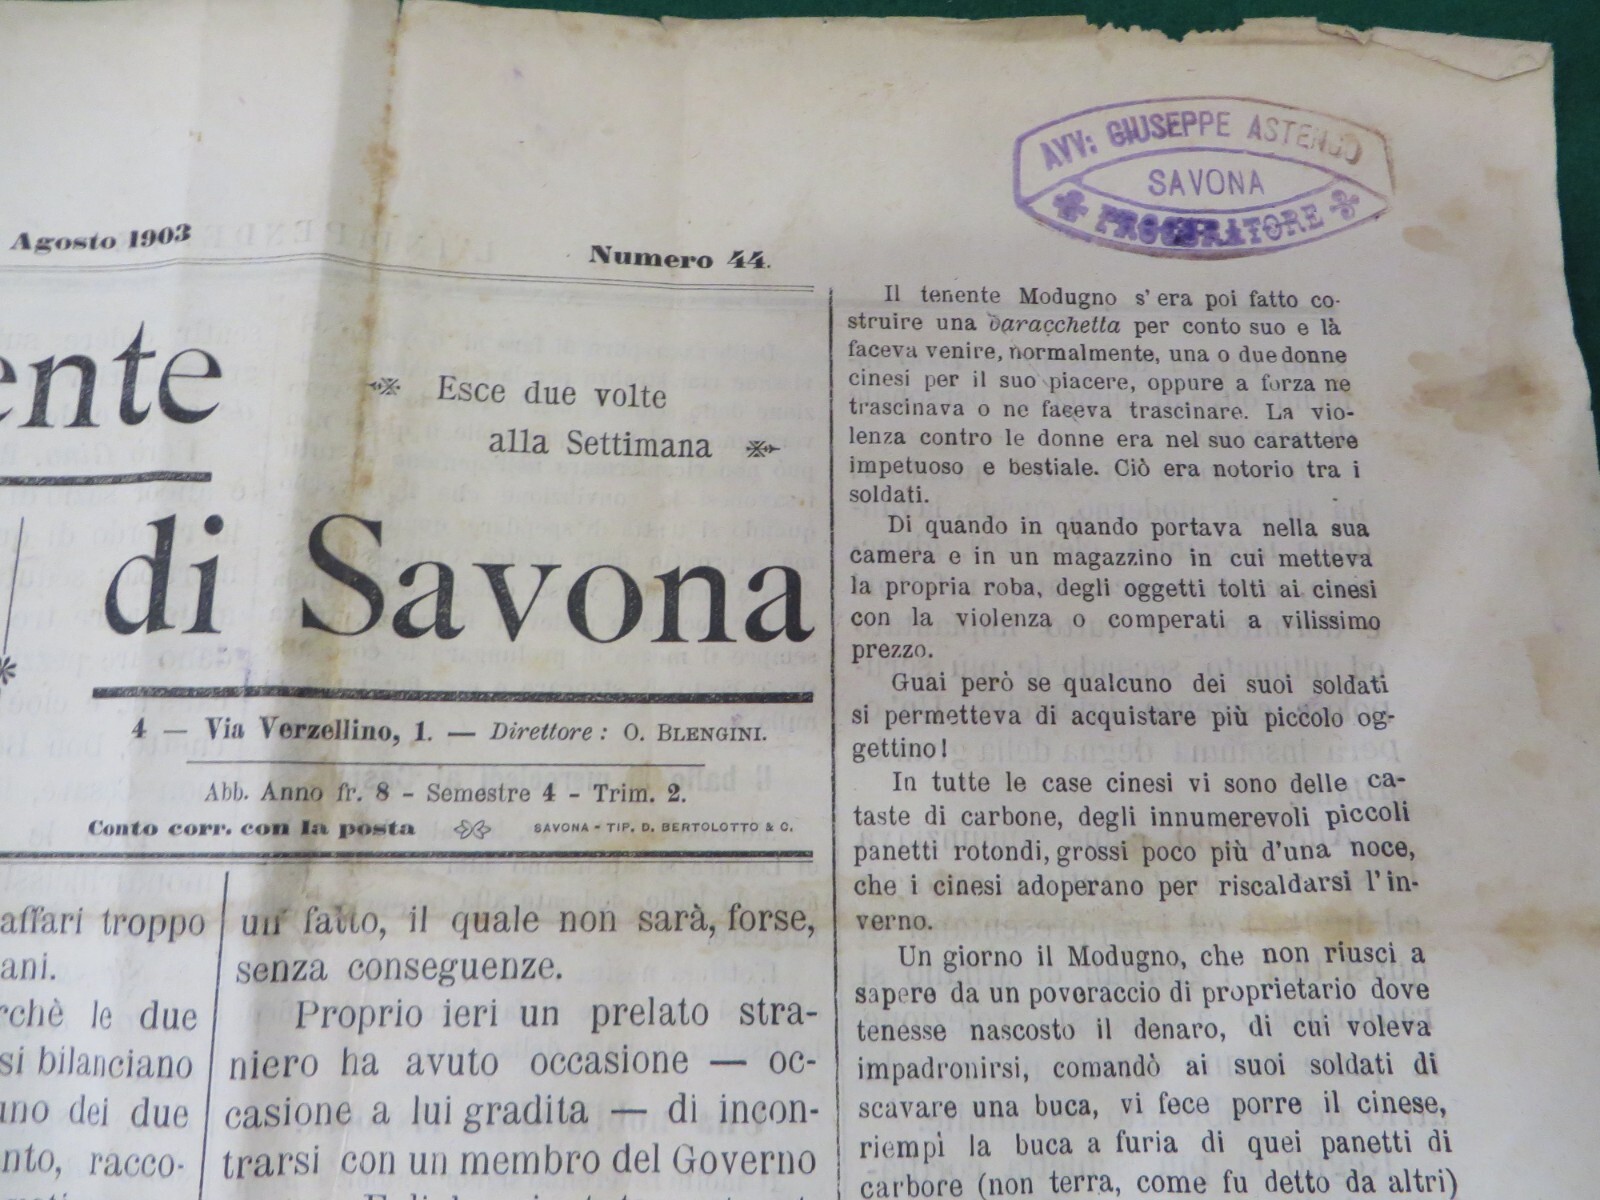 AVV: GIUSEPPE ASTENGO
SAVONA
PROCURATORE
Agosto 1903
Numero 44.
Esce due volte
alla Settimana
di Savona
4 — Via Verzellino, 1. — Direttore : O. BLENGINI.
Abb. Anno fr. 8 - Semestre 4 - Trim. 2.
Conto corr. con la posta SAVONA - TIP. D. BERTOLOTTO & C.
affari troppo
ani.
rchè le due
si bilanciano
uno dei due
nto, racco-
un' fatto, il quale non sarà, forse,
senza conseguenze.
Proprio ieri un prelato stra-
niero ha avuto occasione — oc-
casione a lui gradita — di incon-
trarsi con un membro del Governo
Il tenente Modugno s' era poi fatto co-
struire una baracchetta per conto suo e là
faceva venire, normalmente, una o due donne
cinesi per il suo piacere, oppure a forza ne
trascinava o ne faceva trascinare. La vio-
lenza contro le donne era nel suo carattere
impetuoso e bestiale. Ciò era notorio tra i
soldati.
Di quando in quando portava nella sua
camera e in un magazzino in cui metteva
la propria roba, degli oggetti tolti ai cinesi
con la violenza o comperati a vilissimo
prezzo.
Guai però se qualcuno dei suoi soldati
si permetteva di acquistare più piccolo og-
gettino!
In tutte le case cinesi vi sono delle ca-
taste di carbone, degli innumerevoli piccoli
panetti rotondi, grossi poco più d'una noce,
che i cinesi adoperano per riscaldarsi l'in-
verno.
Un giorno il Modugno, che non riusci a
sapere da un poveraccio di proprietario dove
tenesse nascosto il denaro, di cui voleva
impadronirsi, comandò ai suoi soldati di
scavare una buca, vi fece porre il cinese,
riempì la buca a furia di quei panetti di
carbore (non terra, come fu detto da altri)